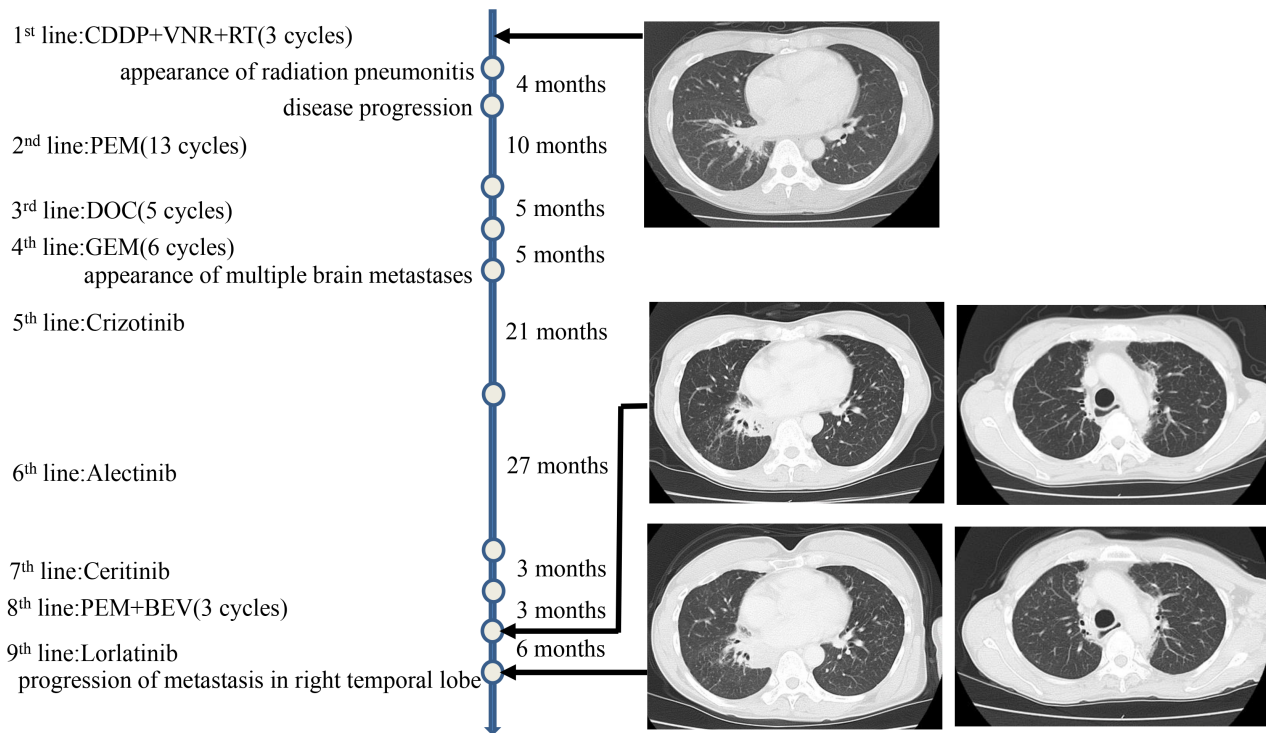 1st line:CDDP+VNR+RT(3 cycles)
appearance of radiation pneumonitis
4 months
disease progression
2nd line:PEM(13 cycles)
10 months
3rd line:DOC(5 cycles)
5 months
4th line:GEM(6 cycles)
5 months
appearance of multiple brain metastases
5th line:Crizotinib
21 months
6th line:Alectinib
27 months
7th line:Ceritinib
3 months
8th line:PEM+BEV(3 cycles)
3 months
9th line:Lorlatinib
6 months
progression of metastasis in right temporal lobe